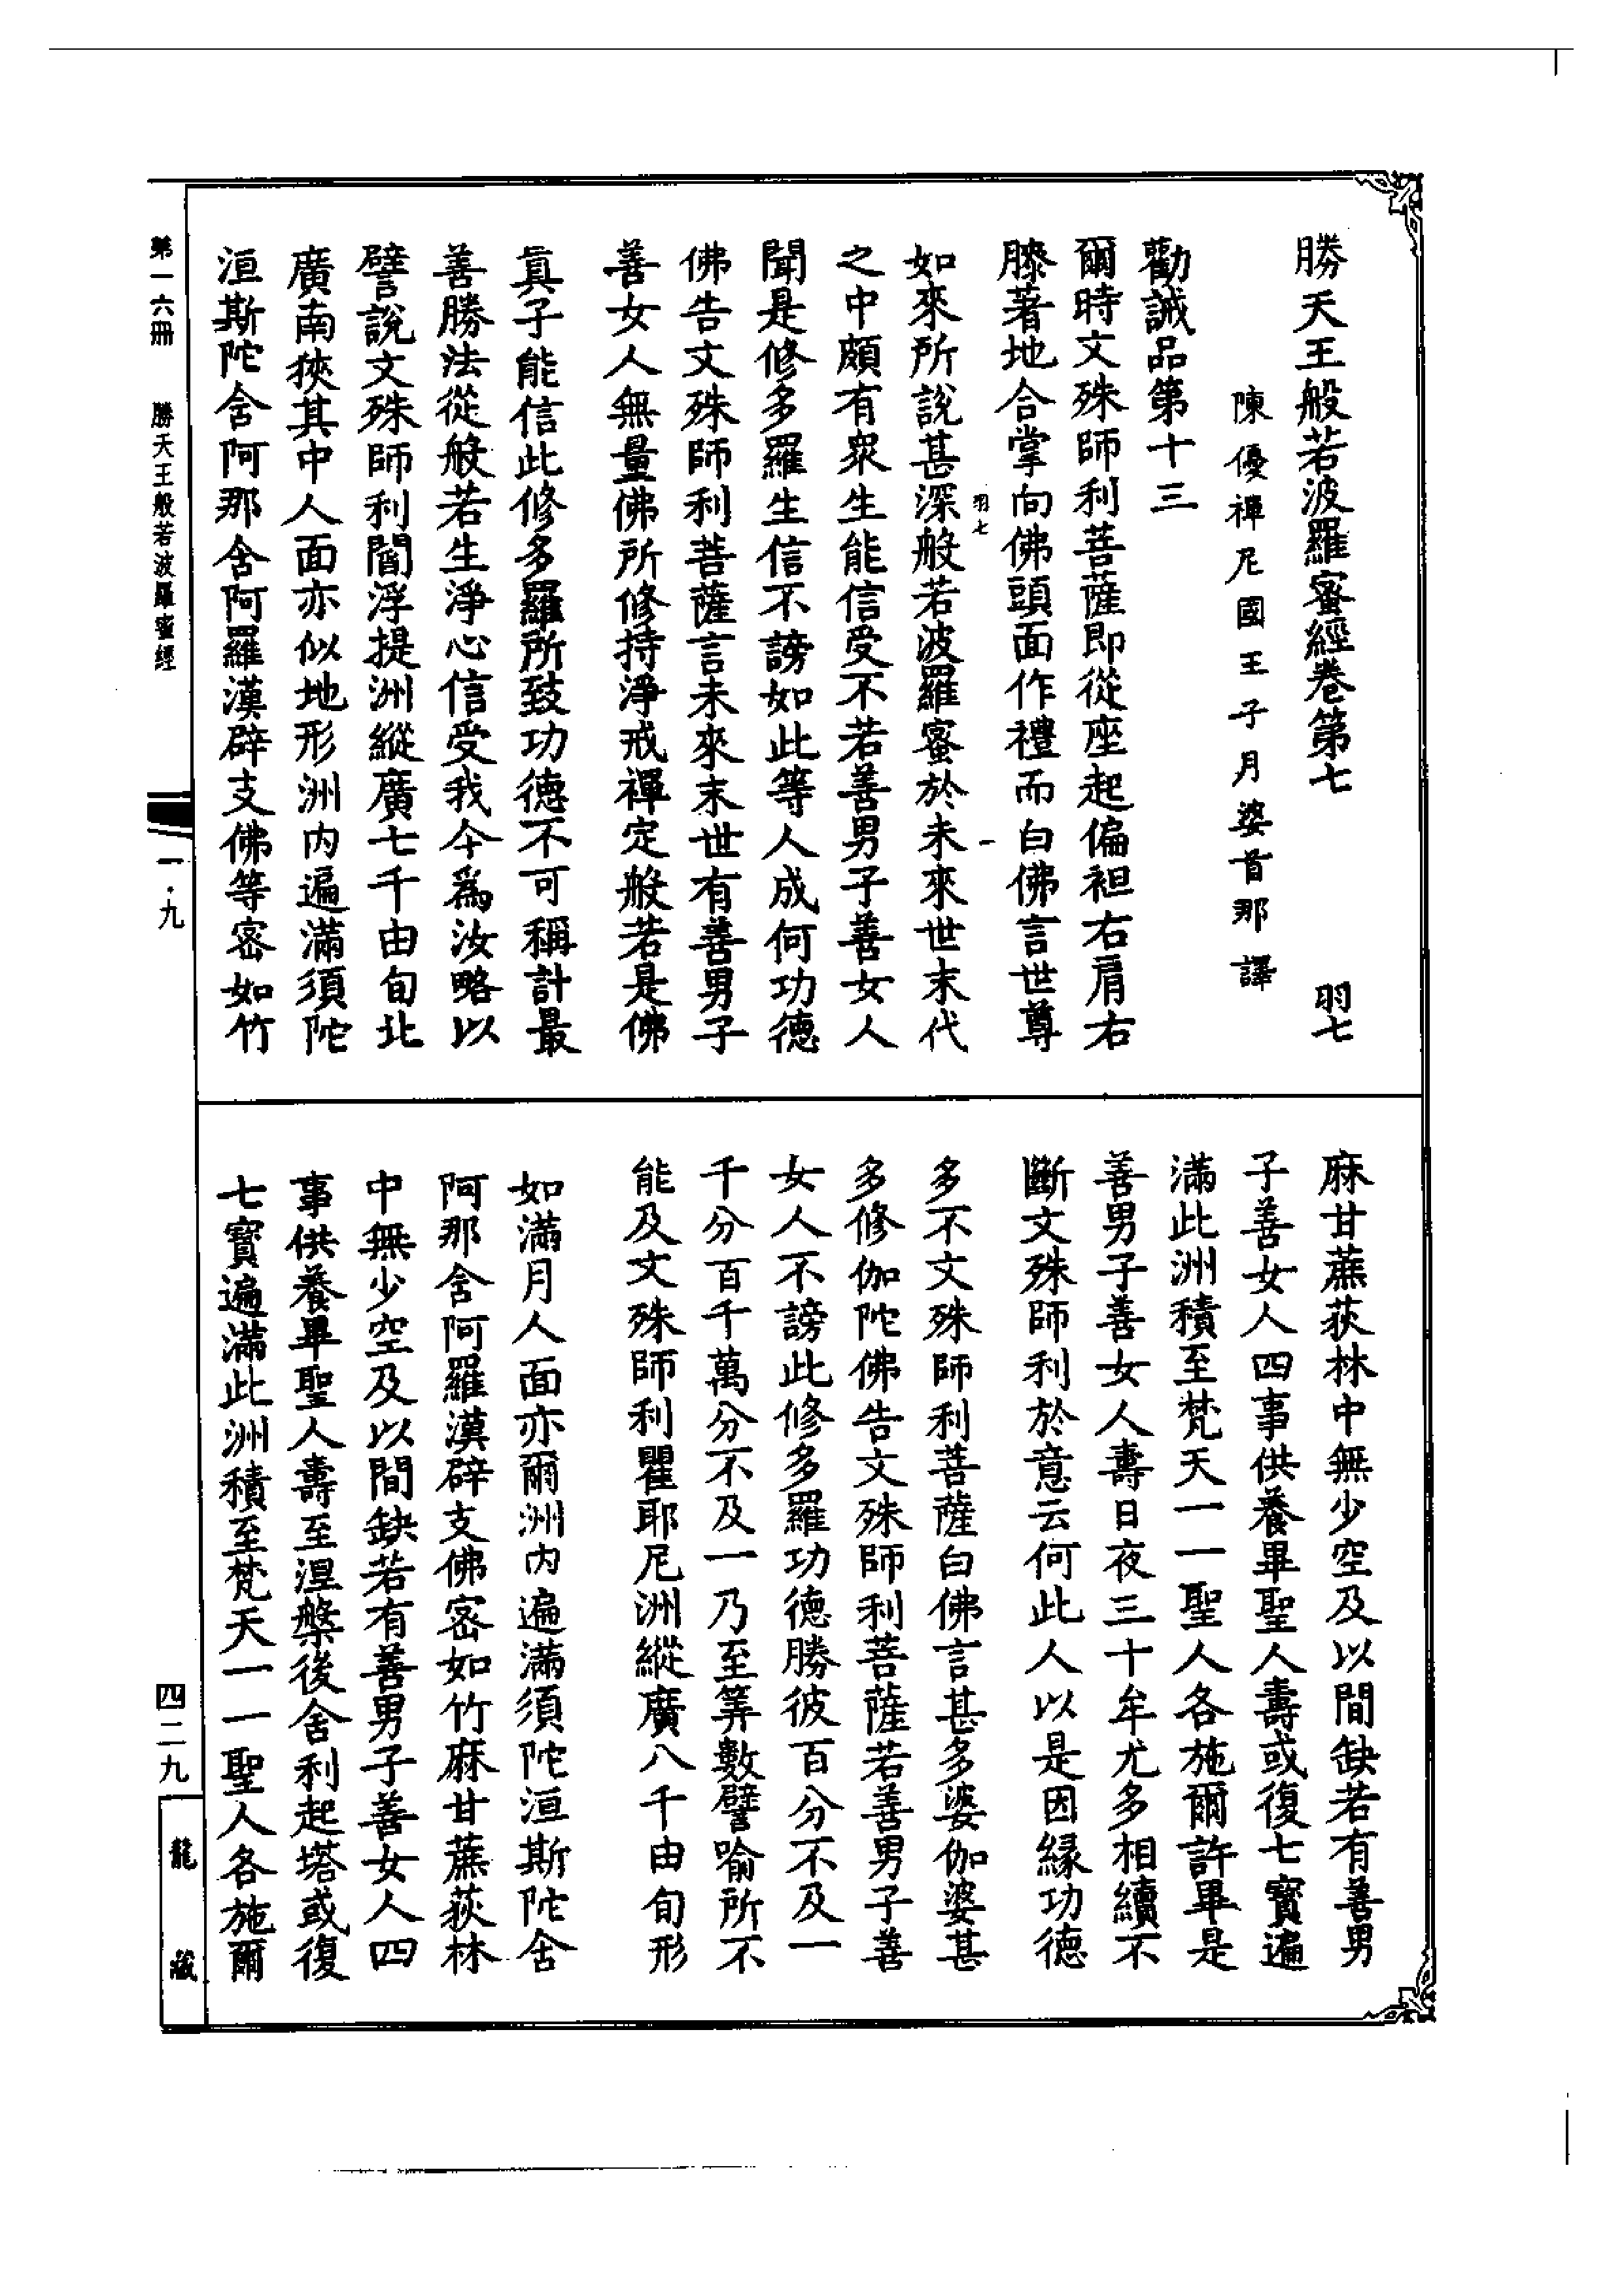 勝天王般若波羅蜜經卷第七　羽七
陳優禪尼國王子月婆首那譯
勸誡品第十三
爾時文殊師利菩薩即從座起偏袒右肩右
膝著地合掌向佛頭面作禮而白佛言世尊
羽七　一
如來所說甚深般若波羅蜜於未來世末代
之中頗有衆生能信受不若善男子善女人
聞是修多羅生信不謗如此等人成何功德
佛告文殊師利菩薩言未來末世有善男子
善女人無量佛所修持淨戒禪定般若是佛
眞子能信此修多羅所致功德不可稱計最
善勝法從般若生淨心信受我今爲汝略以
譬說文殊師利閻浮提洲縱廣七千由旬北
廣南狹其中人面亦似地形洲内遍滿須陀
洹斯陀含阿那含阿羅漢辟支佛等密如竹
麻甘蔗荻林中無少空及以間缺若有善男
子善女人四事供養畢聖人壽或復七寳遍
滿此洲積至梵天一一聖人各施爾許畢是
善男子善女人壽日夜三十牟尤多相續不
斷文殊師利於意云何此人以是因緣功德
多不文殊師利菩薩白佛言甚多婆伽婆甚
多修伽陀佛告文殊師利菩薩若善男子善
女人不謗此修多羅功德勝彼百分不及一
千分百千萬分不及一乃至筭數譬喻所不
能及文殊師利瞿耶尼洲縱廣八千由旬形
如滿月人面亦爾洲内遍滿須陀洹斯陀含
阿那含阿羅漢辟支佛密如竹麻甘蔗荻林
中無少空及以間缺若有善男子善女人四
事供養畢聖人壽至涅槃後舍利起塔或復
七寳遍滿此洲積至梵天一一聖人各施爾
第一六冊　勝天王般若波羅蜜經
一·九
四二九
龍藏